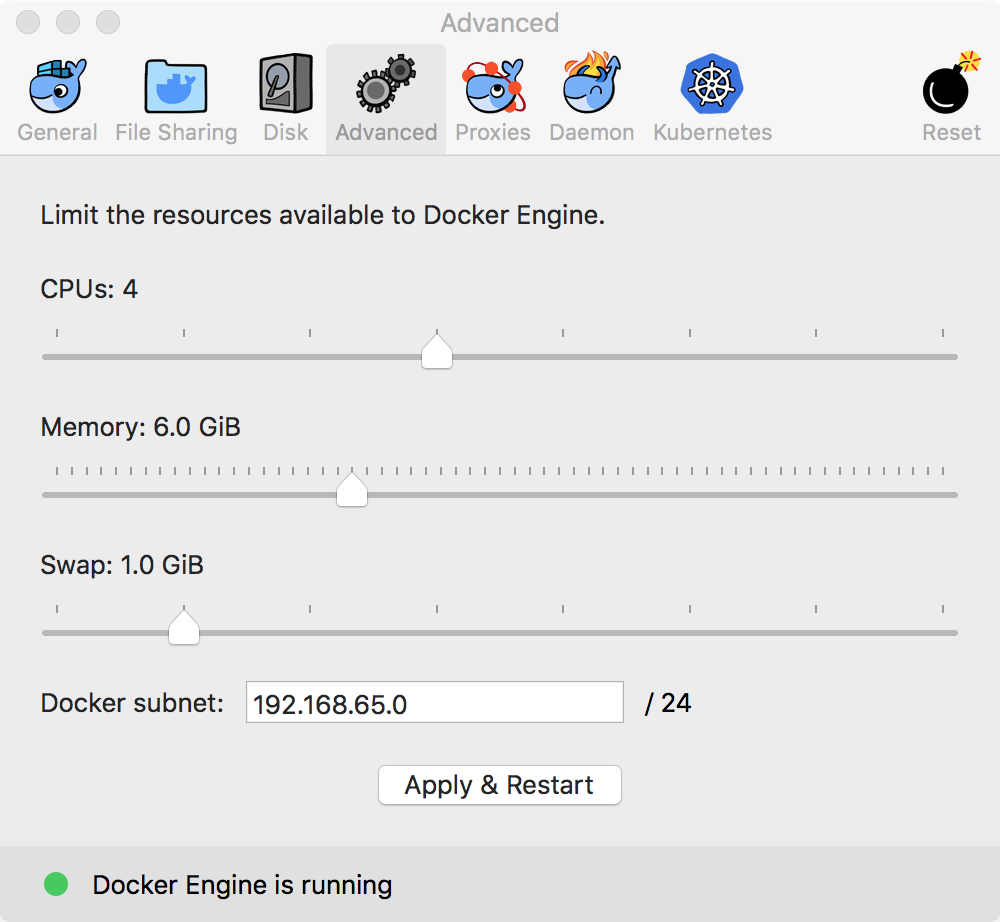 Advanced
General File Sharing Disk Advanced Proxies Daemon Kubernetes Reset
Limit the resources available to Docker Engine.
CPUs: 4
Memory: 6.0 GiB
Swap: 1.0 GiB
Docker subnet: 192.168.65.0 / 24
Apply & Restart
Docker Engine is running